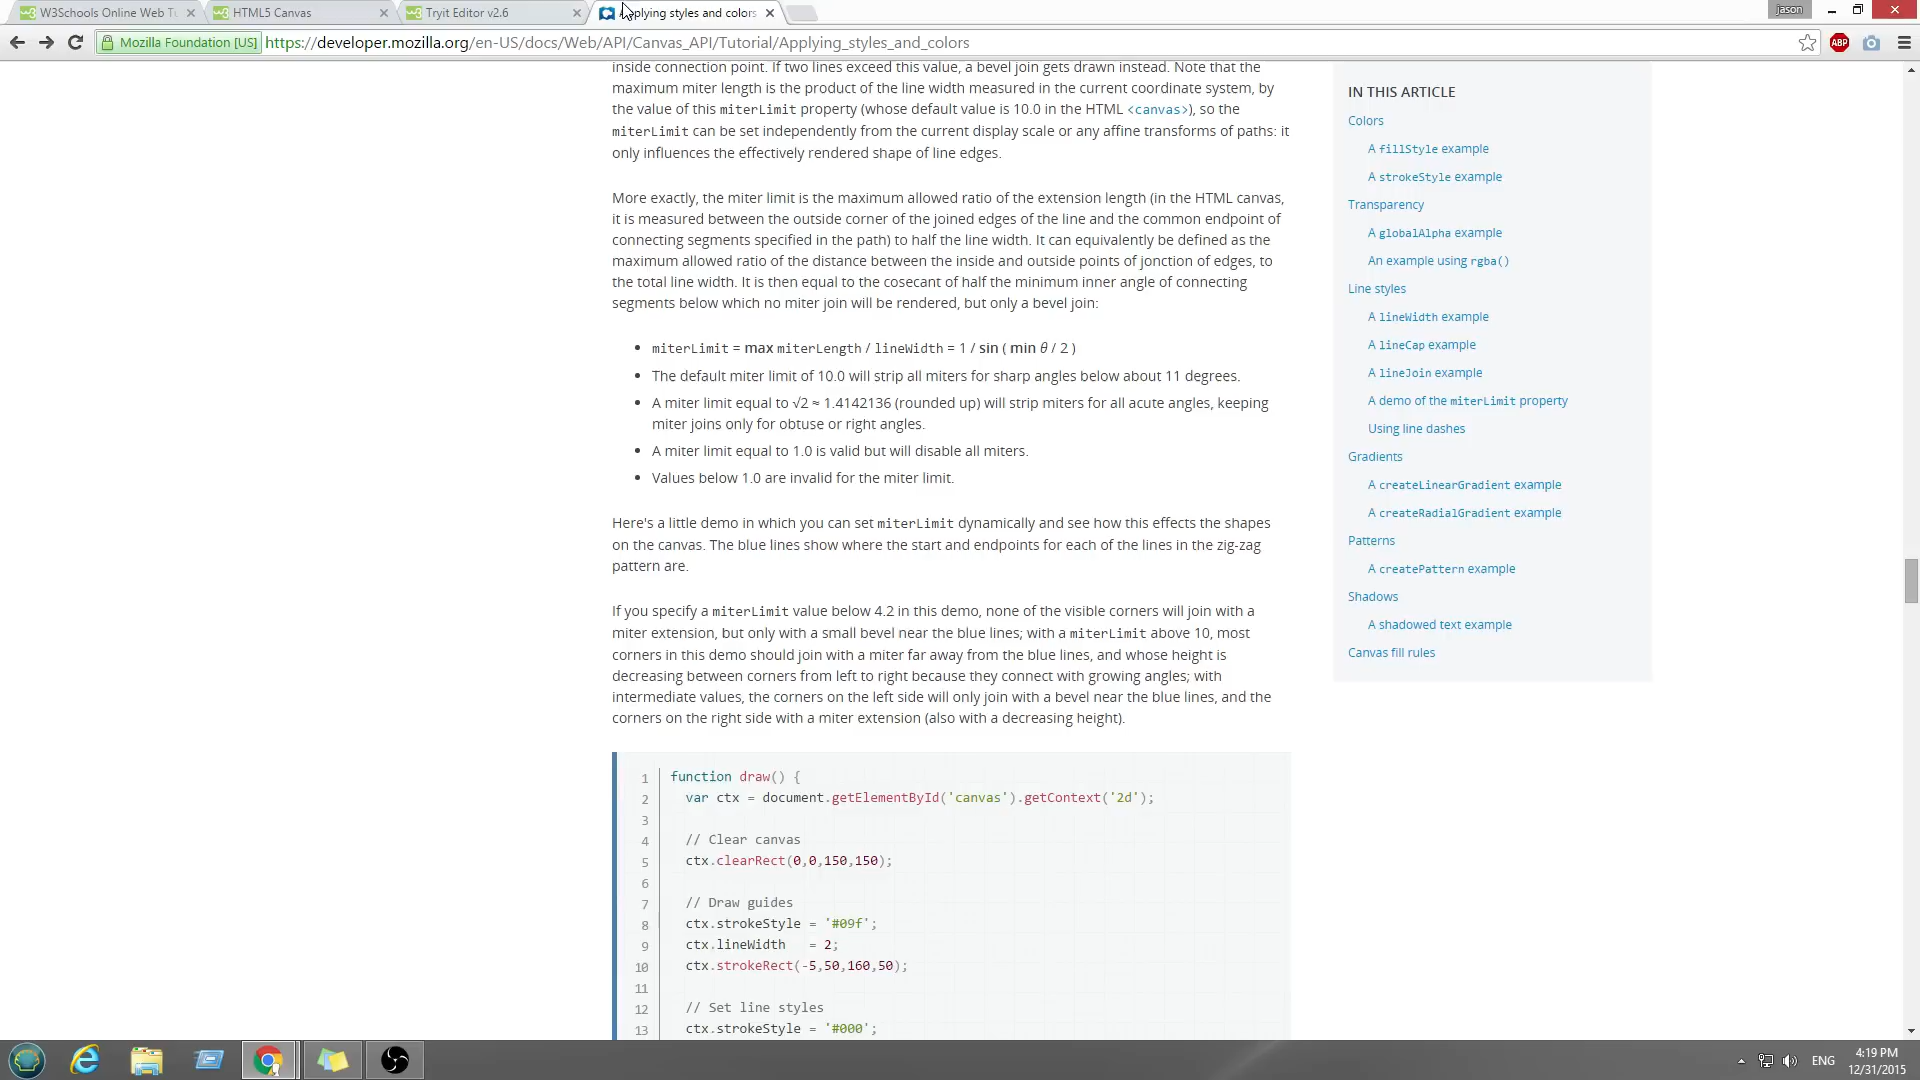 W3Schools Online Web Tu
HTML5 Canvas
Tryit Editor v2.6
pplying styles and colors
jason
Mozilla Foundation [US] https://developer.mozilla.org/en-US/docs/Web/API/Canvas_API/Tutorial/Applying_styles_and_colors
ABP
inside connection point. If two lines exceed this value, a bevel join gets drawn instead. Note that the
maximum miter length is the product of the line width measured in the current coordinate system, by
the value of this miterLimit property (whose default value is 10.0 in the HTML <canvas>), so the
miterLimit can be set independently from the current display scale or any affine transforms of paths: it
only influences the effectively rendered shape of line edges.
More exactly, the miter limit is the maximum allowed ratio of the extension length (in the HTML canvas,
it is measured between the outside corner of the joined edges of the line and the common endpoint of
connecting segments specified in the path) to half the line width. It can equivalently be defined as the
maximum allowed ratio of the distance between the inside and outside points of jonction of edges, to
the total line width. It is then equal to the cosecant of half the minimum inner angle of connecting
segments below which no miter join will be rendered, but only a bevel join:
• miterLimit = max miterLength / lineWidth = 1 / sin ( min θ / 2 )
• The default miter limit of 10.0 will strip all miters for sharp angles below about 11 degrees.
• A miter limit equal to √2 ≈ 1.4142136 (rounded up) will strip miters for all acute angles, keeping
miter joins only for obtuse or right angles.
• A miter limit equal to 1.0 is valid but will disable all miters.
• Values below 1.0 are invalid for the miter limit.
Here's a little demo in which you can set miterLimit dynamically and see how this effects the shapes
on the canvas. The blue lines show where the start and endpoints for each of the lines in the zig-zag
pattern are.
If you specify a miterLimit value below 4.2 in this demo, none of the visible corners will join with a
miter extension, but only with a small bevel near the blue lines; with a miterLimit above 10, most
corners in this demo should join with a miter far away from the blue lines, and whose height is
decreasing between corners from left to right because they connect with growing angles; with
intermediate values, the corners on the left side will only join with a bevel near the blue lines, and the
corners on the right side with a miter extension (also with a decreasing height).
1 function draw() {
2 var ctx = document.getElementById('canvas').getContext('2d');
3
4 // Clear canvas
5 ctx.clearRect(0,0,150,150);
6
7 // Draw guides
8 ctx.strokeStyle = '#09f';
9 ctx.lineWidth = 2;
10 ctx.strokeRect(-5,50,160,50);
11
12 // Set line styles
13 ctx.strokeStyle = '#000';
IN THIS ARTICLE
Colors
A fillStyle example
A strokeStyle example
Transparency
A globalAlpha example
An example using rgba()
Line styles
A lineWidth example
A lineCap example
A lineJoin example
A demo of the miterLimit property
Using line dashes
Gradients
A createLinearGradient example
A createRadialGradient example
Patterns
A createPattern example
Shadows
A shadowed text example
Canvas fill rules
ENG
4:19 PM
12/31/2015